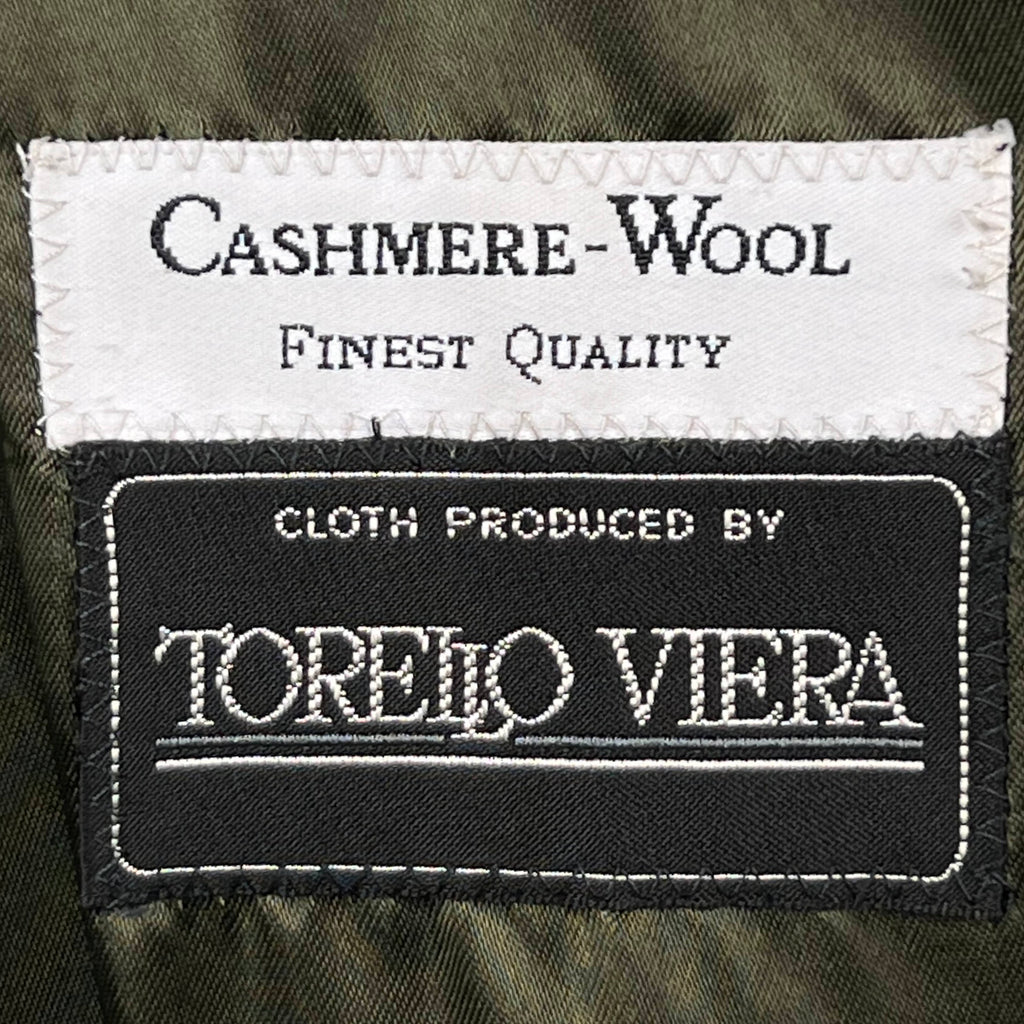 CASHMERE-WOOL
FINEST QUALITY
CLOTH PRODUCED BY
TORELLO VIERA